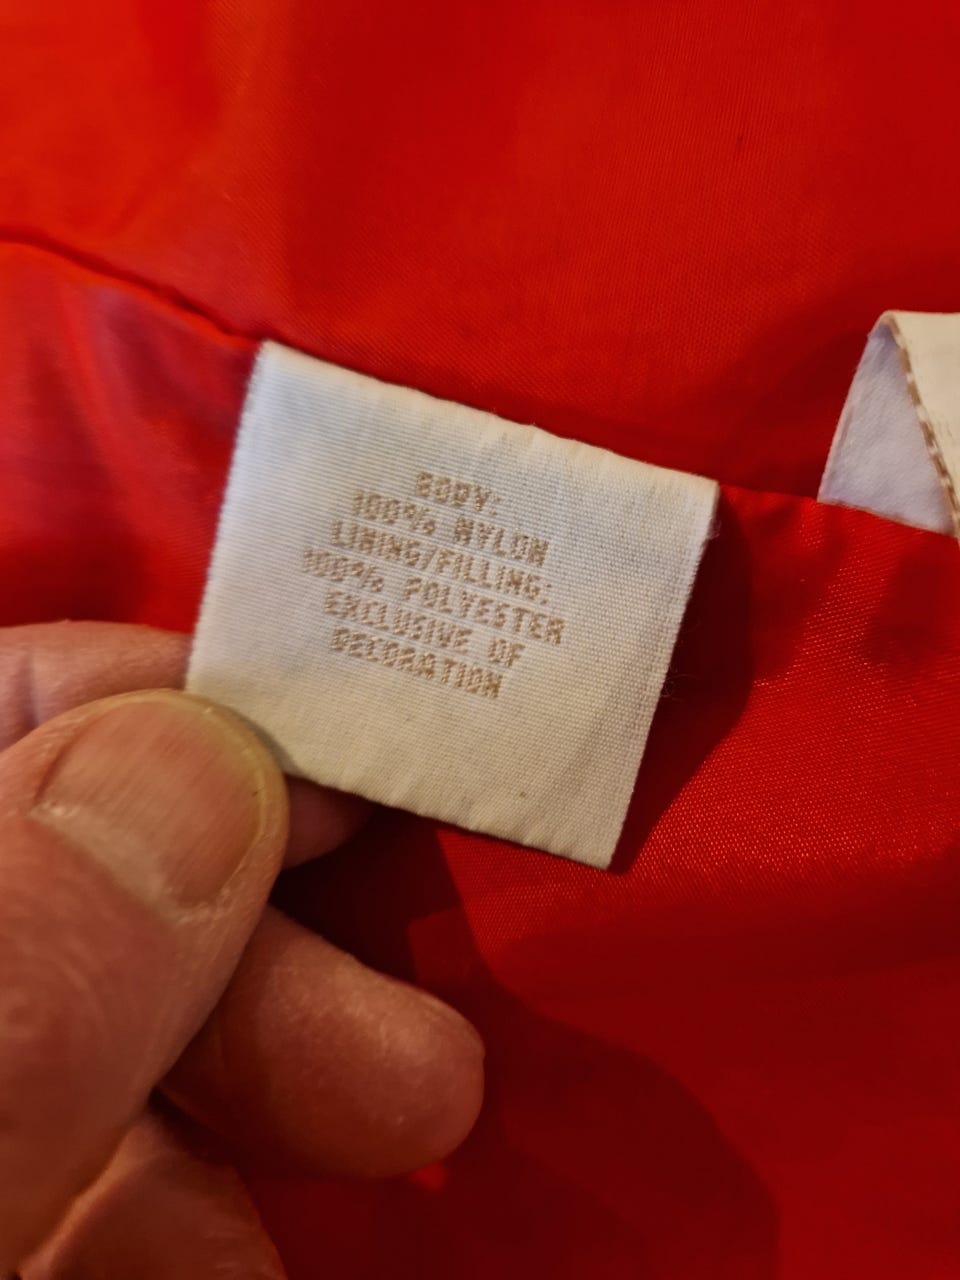 BODY:
100% NYLON
LINING/FILLING:
100% POLYESTER
EXCLUSIVE OF
DECORATION